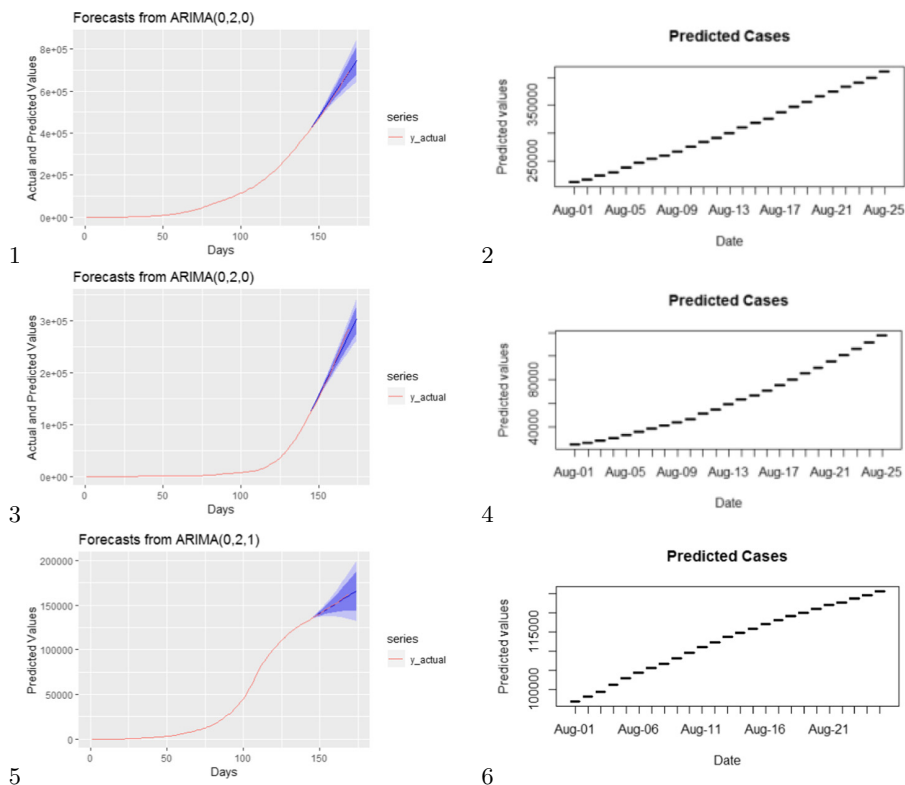 Forecasts from ARIMA(0,2,0)
Actual and Predicted Values
8e+05
6e+05
4e+05
2e+05
0e+00
0 50 100 150
Days
series
y_actual
1
Predicted Cases
Predicted values
350000
250000
Aug-01 Aug-05 Aug-09 Aug-13 Aug-17 Aug-21 Aug-25
Date
2
Forecasts from ARIMA(0,2,0)
Actual and Predicted Values
3e+05
2e+05
1e+05
0e+00
0 50 100 150
Days
series
y_actual
3
Predicted Cases
Predicted values
80000
40000
Aug-01 Aug-05 Aug-09 Aug-13 Aug-17 Aug-21 Aug-25
Date
4
Forecasts from ARIMA(0,2,1)
Predicted Values
200000
150000
100000
50000
0
0 50 100 150
Days
series
y_actual
5
Predicted Cases
Predicted values
115000
100000
Aug-01 Aug-06 Aug-11 Aug-16 Aug-21
Date
6